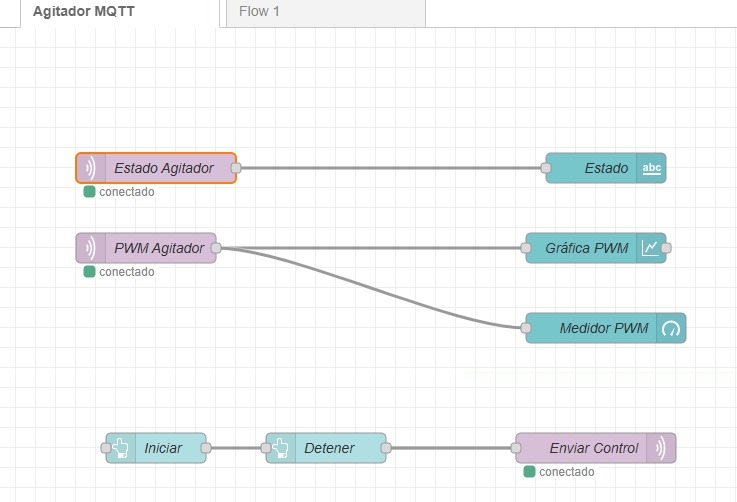 Agitador MQTT
Flow 1
Estado Agitador
Estado
abc
conectado
PWM Agitador
Gráfica PWM
conectado
Medidor PWM
Iniciar
Detener
Enviar Control
conectado